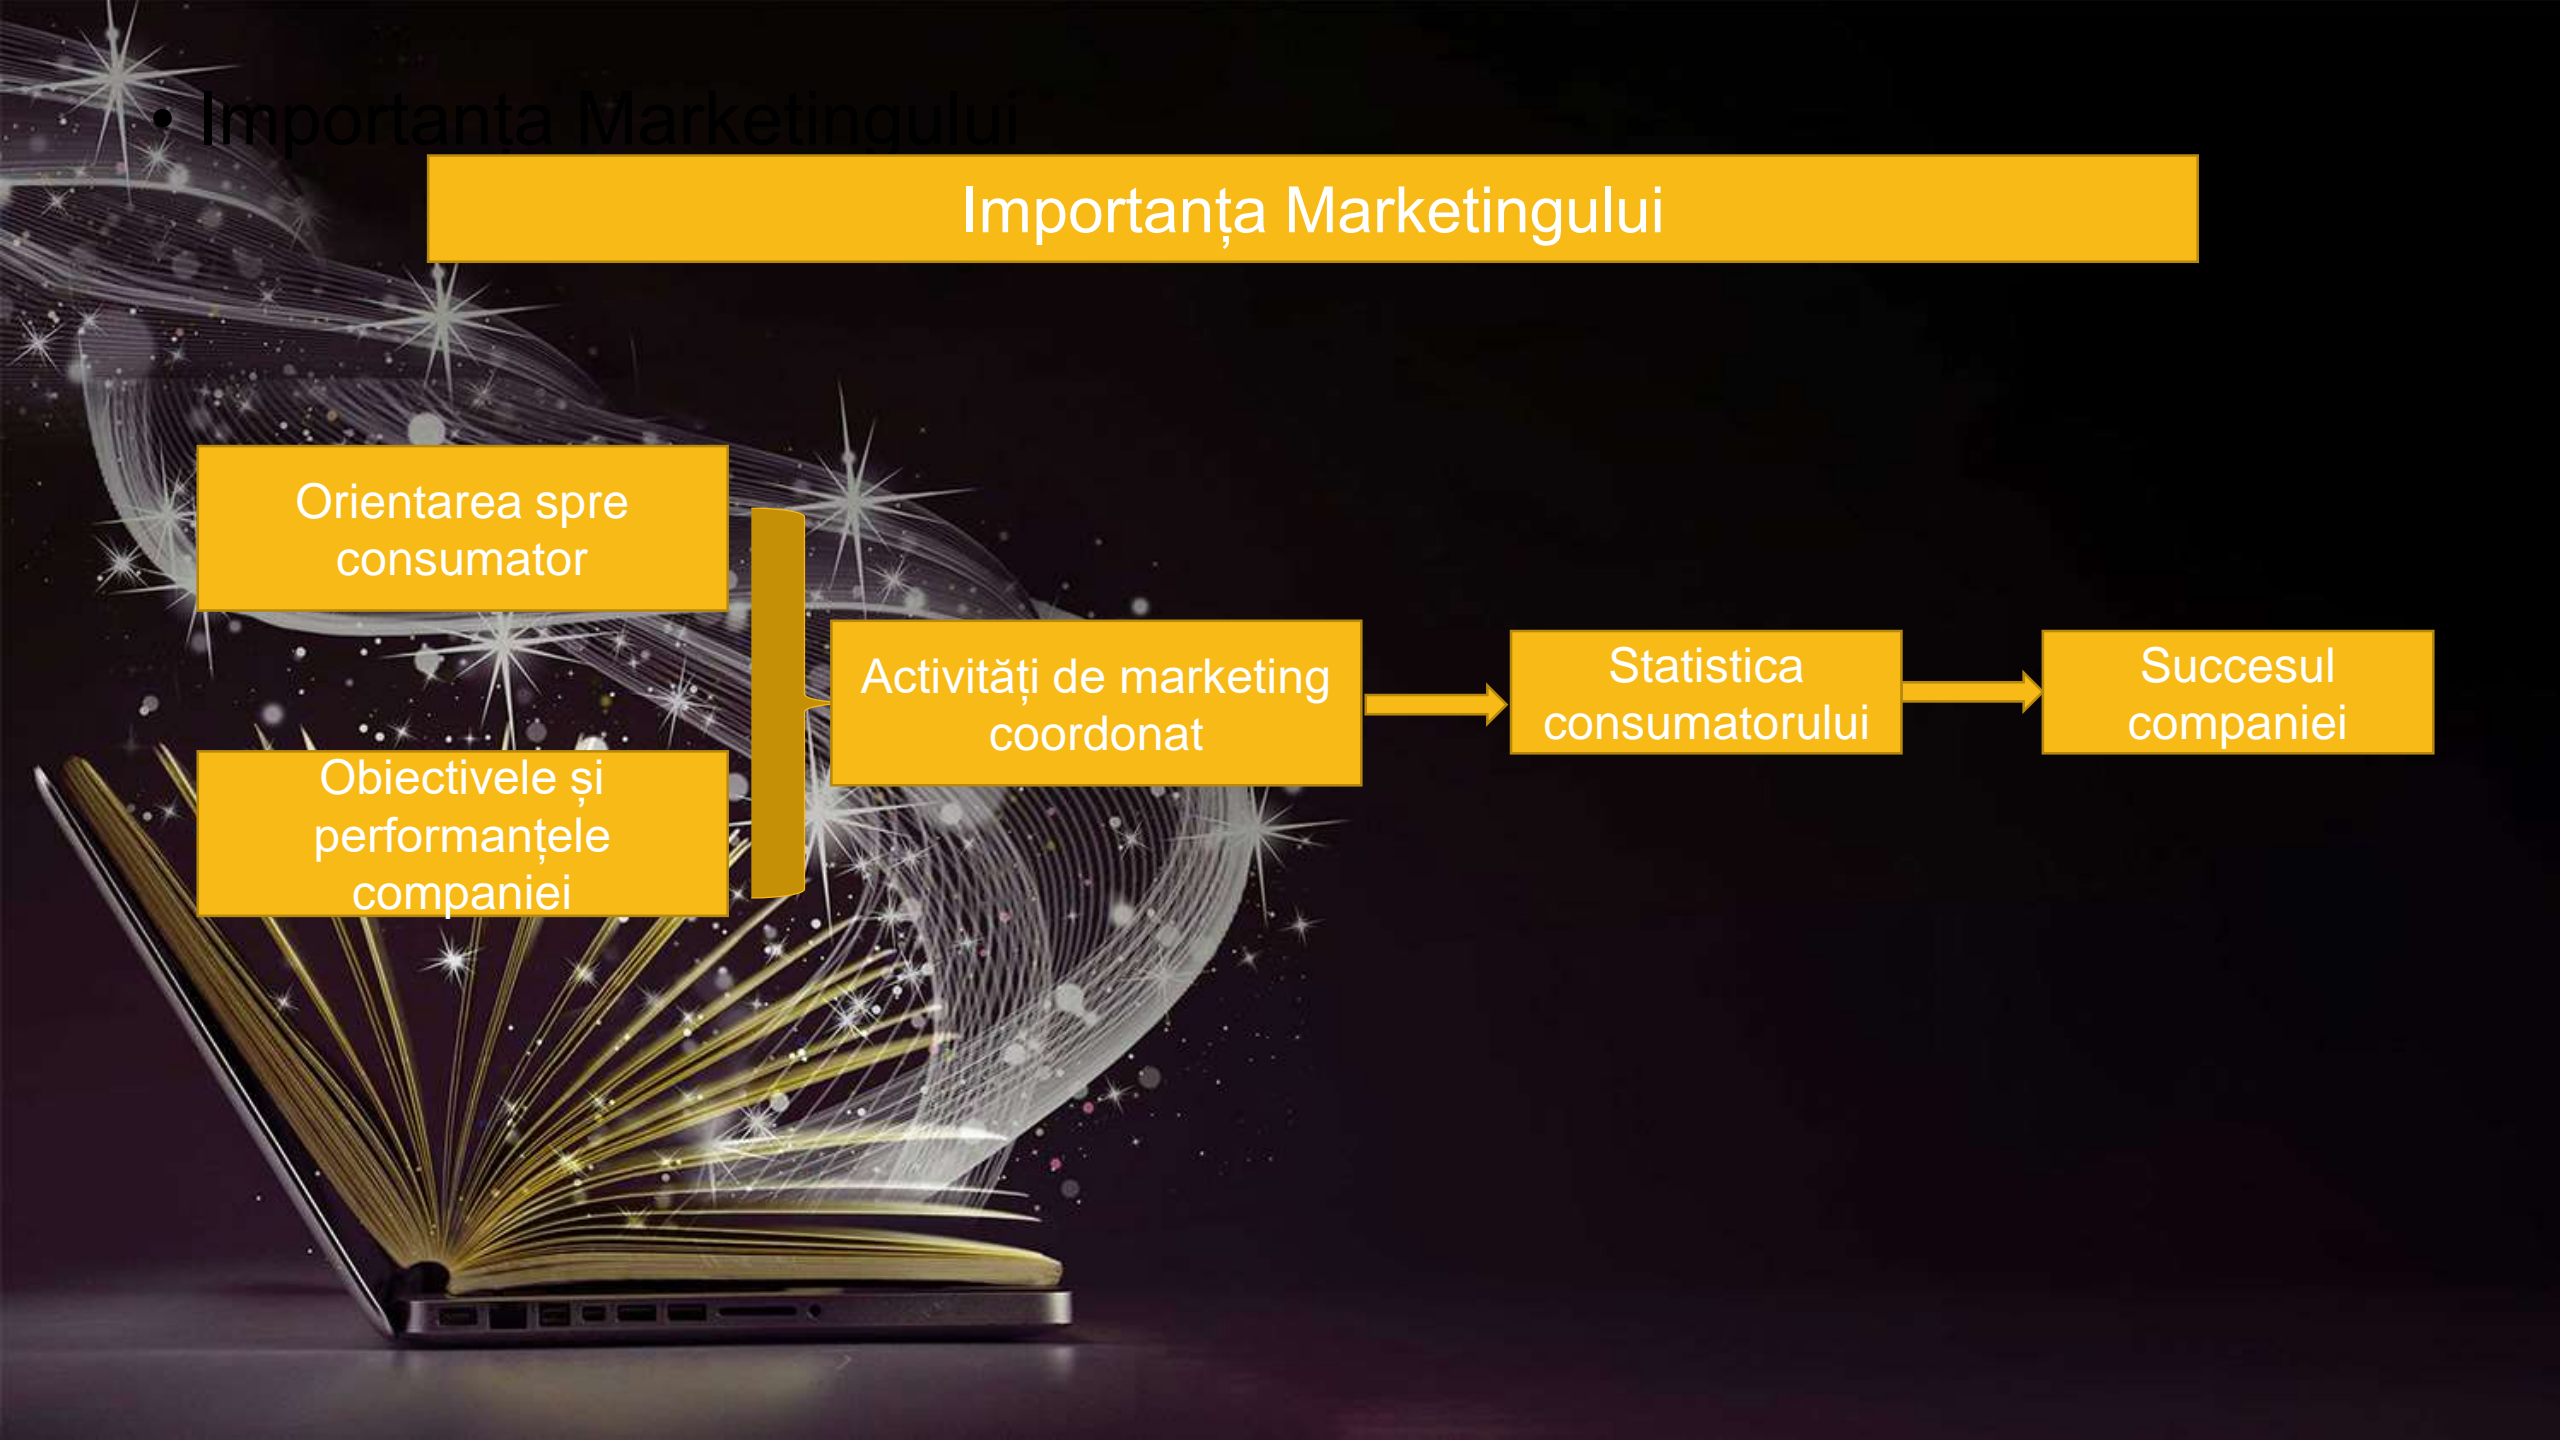 • Importanța Marketingului
Importanța Marketingului
Orientarea spre
consumator
Obiectivele și
performanțele
companiei
Activități de marketing
coordonat
Statistica
consumatorului
Succesul
companiei